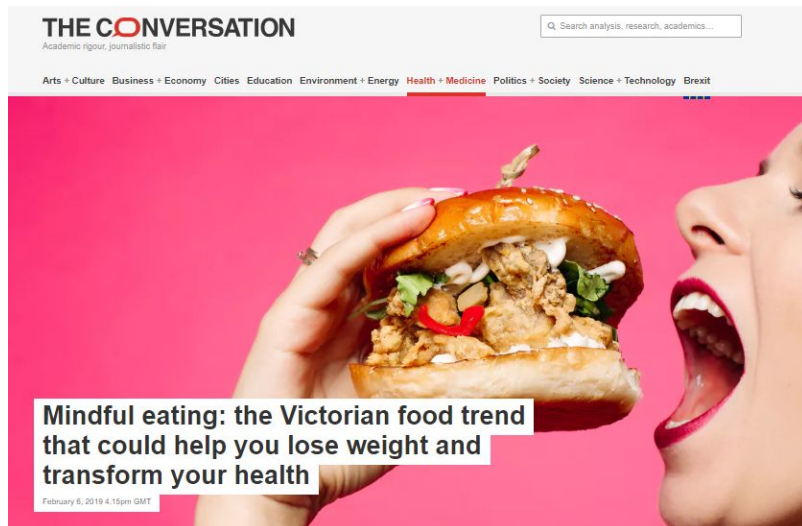 THE CONVERSATION
Academic rigour, journalistic flair
Search analysis, research, academics...
Arts + Culture Business + Economy Cities Education Environment + Energy Health + Medicine Politics + Society Science + Technology Brexit
Mindful eating: the Victorian food trend
that could help you lose weight and
transform your health
February 6, 2019 4.15pm GMT